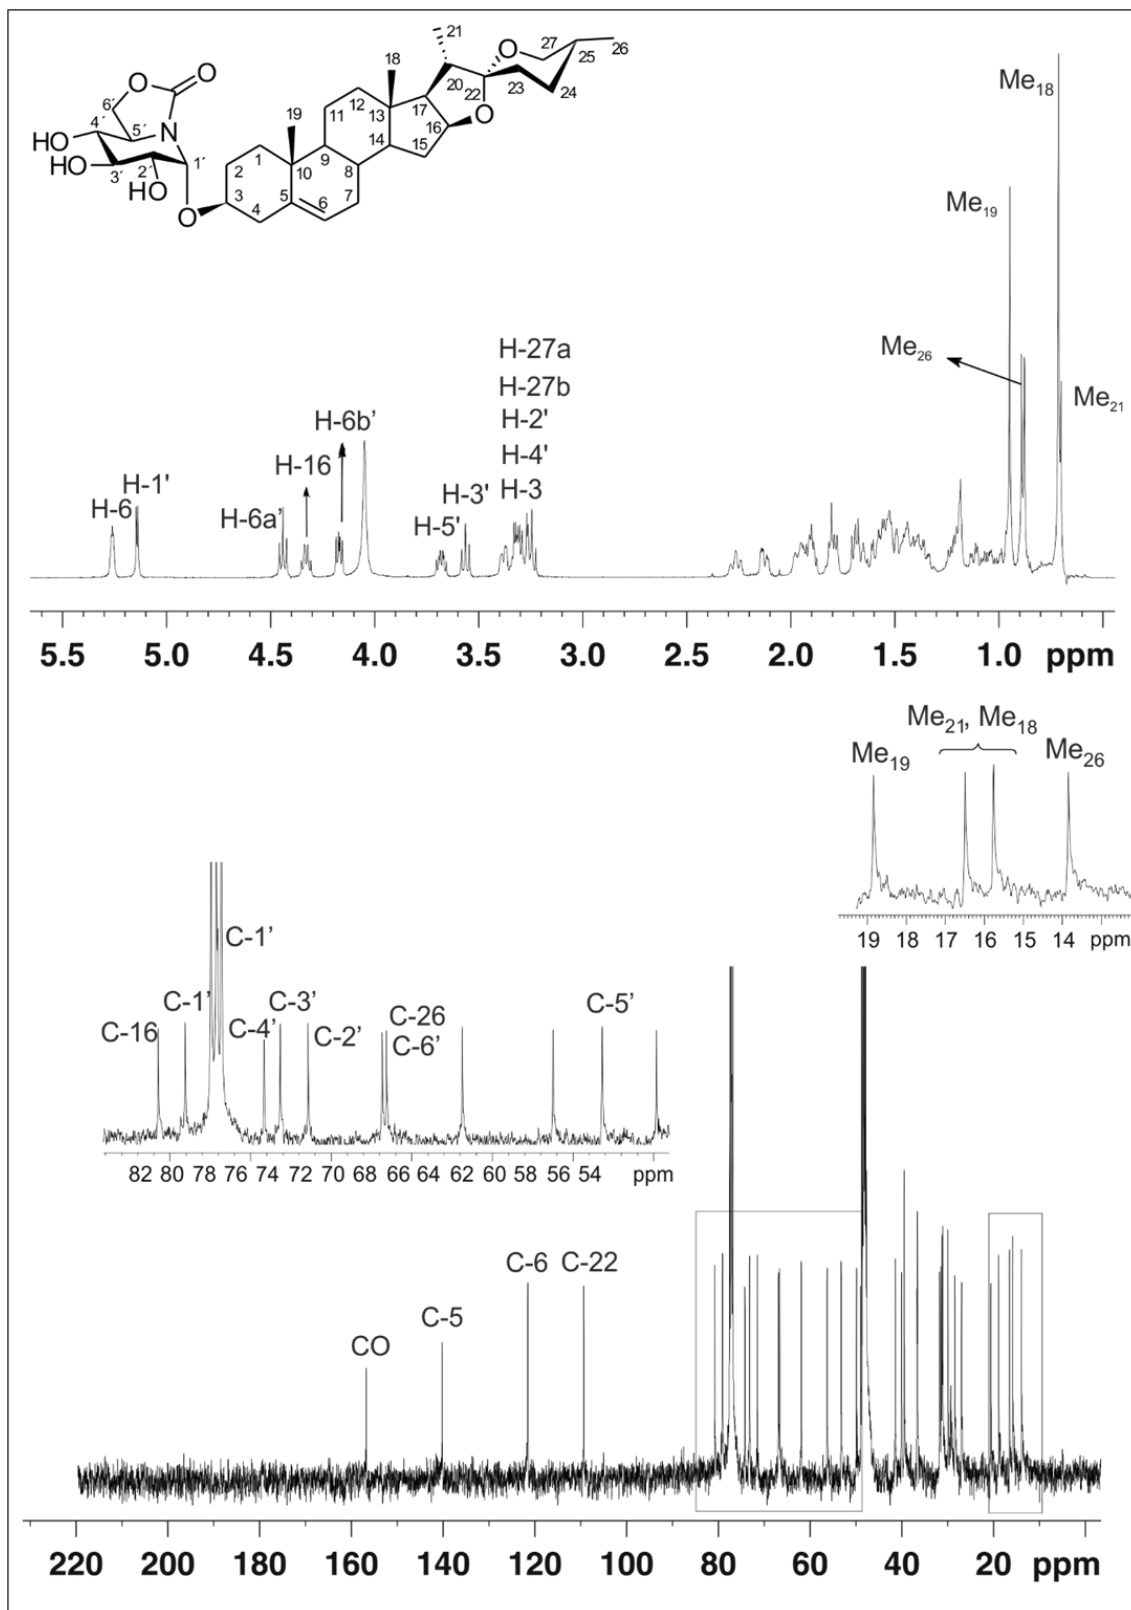 21
O
27
26
25
18
20
22
23
24
O
O
O
17
12
6´
19
11
13
16
N
4´
5´
HO
14
15
1
9
HO
3´
2´
1´
2
10
8
OH
3
5
7
O
4
6
Me18
Me19
H-27a
Me26
H-27b
Me21
H-6b’
H-2'
H-16
H-4'
H-1'
H-3'
H-3
H-6
H-6a’
H-5'
5.5 5.0 4.5 4.0 3.5 3.0 2.5 2.0 1.5 1.0 ppm
Me21, Me18
Me19
Me26
19 18 17 16 15 14 ppm
C-1’
C-1’
C-3’
C-26
C-5’
C-16
C-4’
C-2’
C-6’
82 80 78 76 74 72 70 68 66 64 62 60 56 54 ppm
C-6
C-22
C-5
CO
220 200 180 160 140 120 100 80 60 40 20 ppm